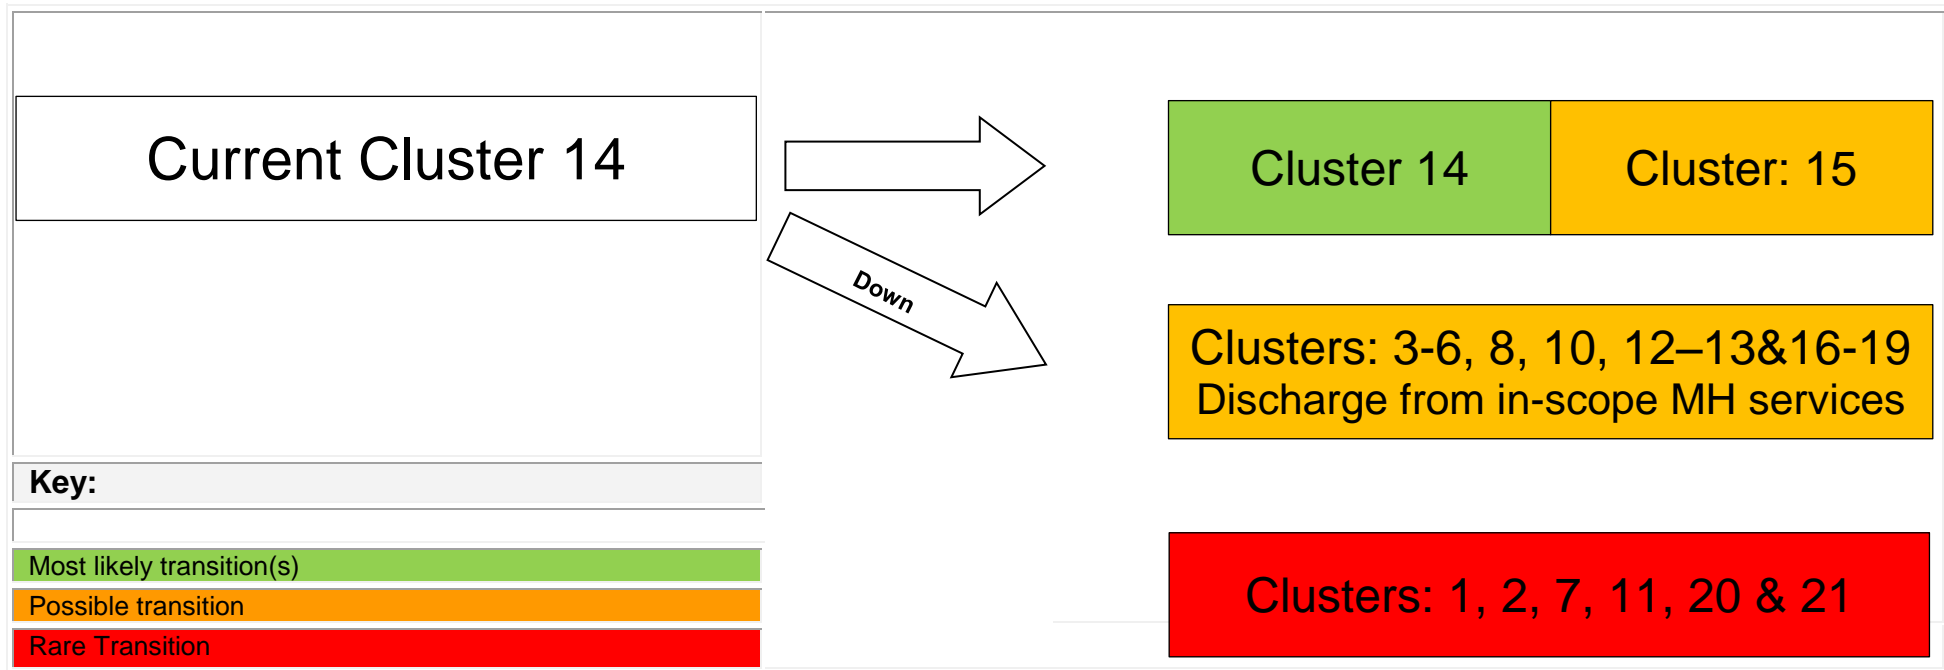 Current Cluster 14
Cluster 14
Cluster: 15
Down
Clusters: 3-6, 8, 10, 12–13&16-19
Discharge from in-scope MH services
Key:
Most likely transition(s)
Possible transition
Rare Transition
Clusters: 1, 2, 7, 11, 20 & 21